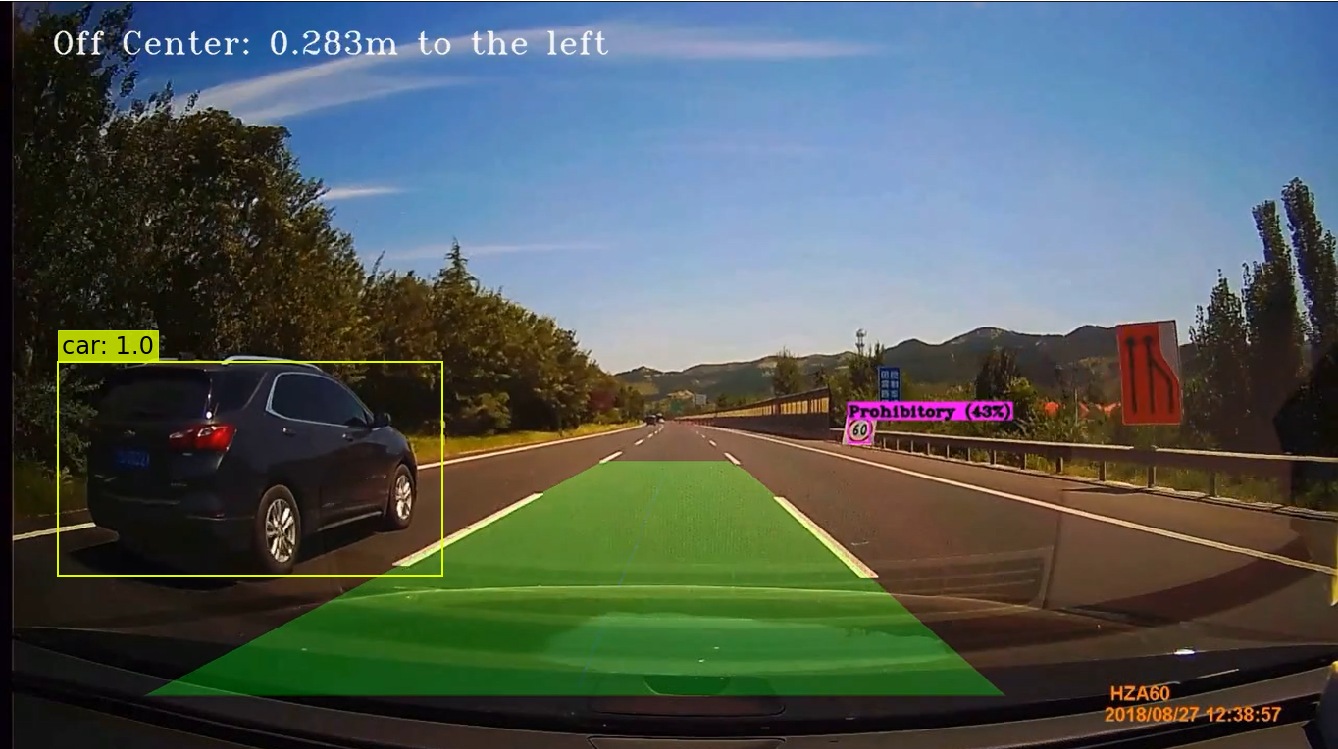 Off Center: 0.283m to the left
car: 1.0
Prohibitory (43%)
60
HZA60
2018/08/27 12:38:57